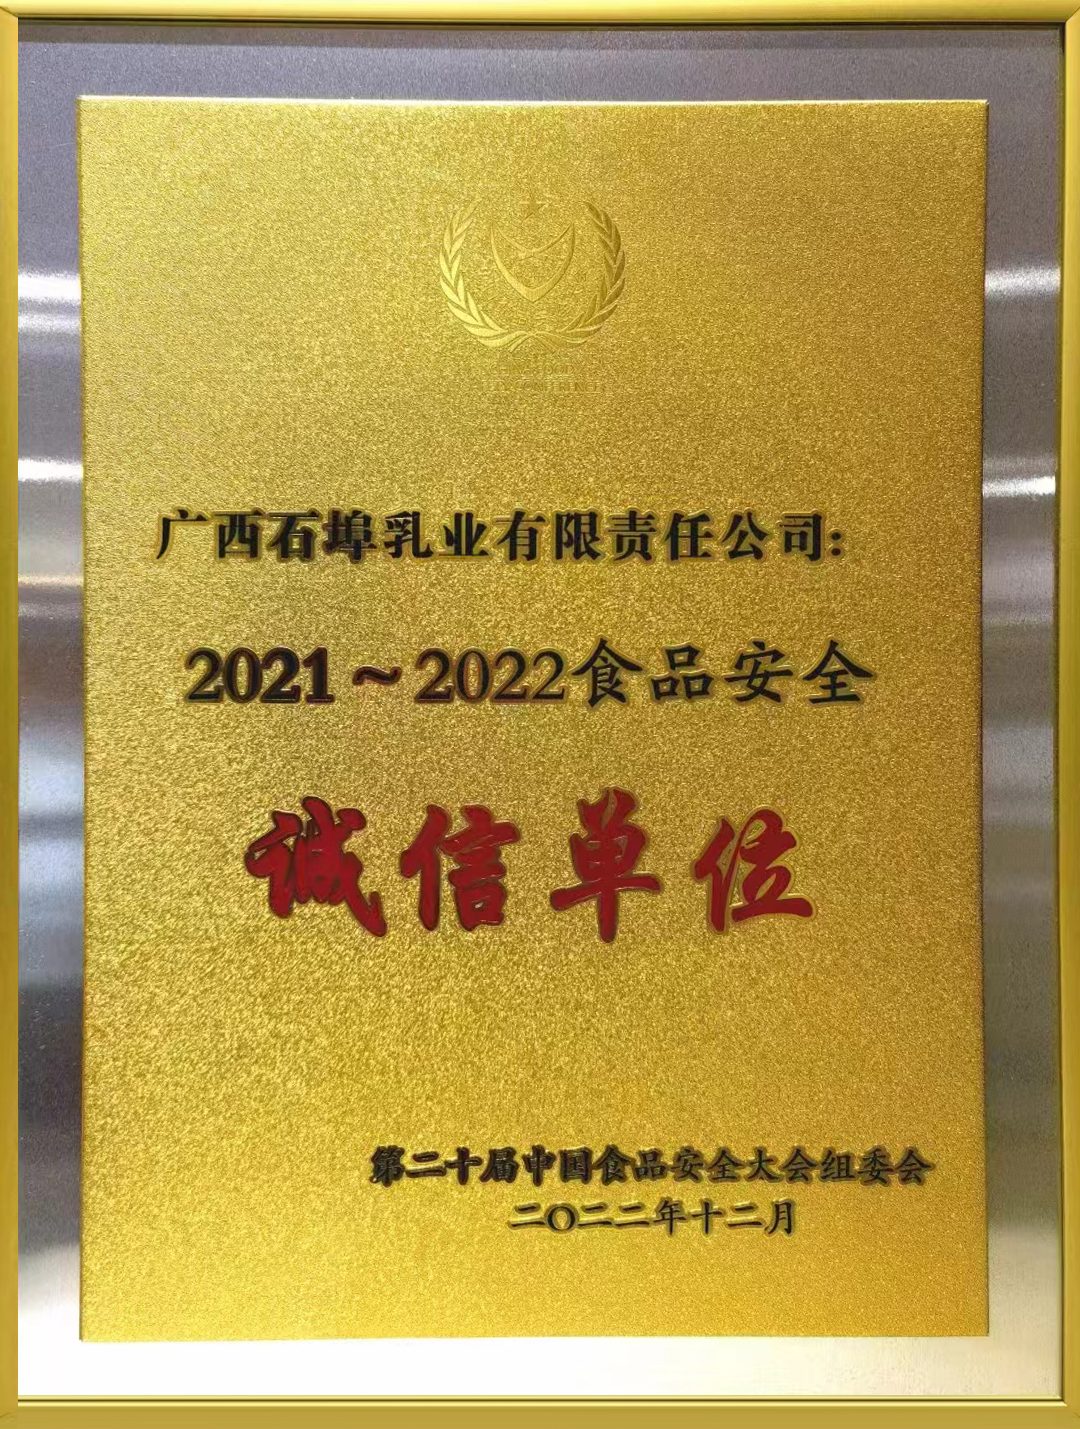 广西石埠乳业有限责任公司:
2021~2022食品安全
诚信单位
第二十届中国食品安全大会组委会
二〇二二年十二月